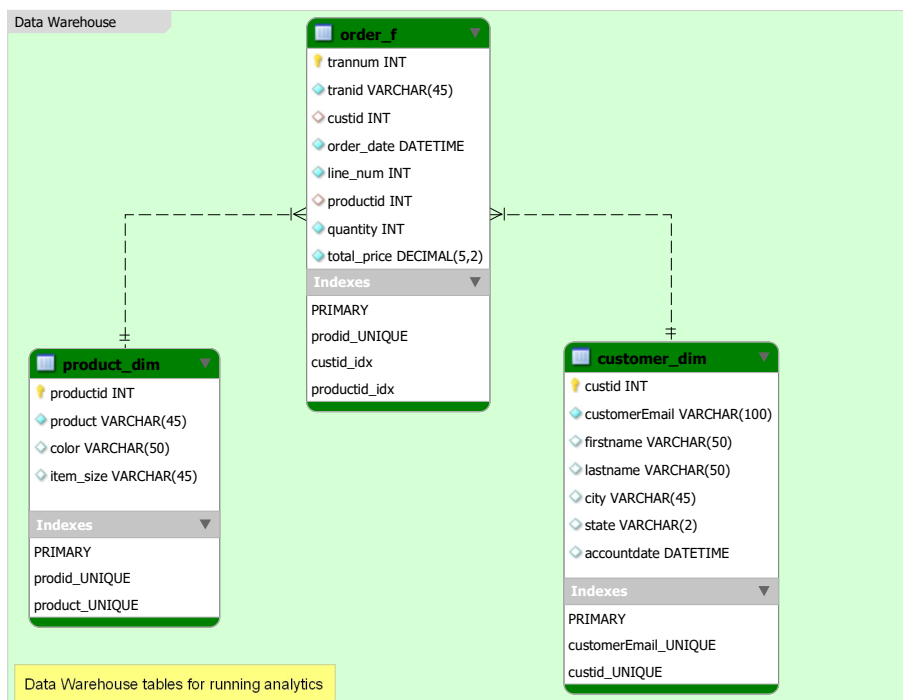 Data Warehouse
order_f
trannum INT
tranid VARCHAR(45)
custid INT
order_date DATETIME
line_num INT
productid INT
quantity INT
total_price DECIMAL(5,2)
Indexes
PRIMARY
prodid_UNIQUE
custid_idx
productid_idx
product_dim
productid INT
product VARCHAR(45)
color VARCHAR(50)
item_size VARCHAR(45)
Indexes
PRIMARY
prodid_UNIQUE
product_UNIQUE
customer_dim
custid INT
customerEmail VARCHAR(100)
firstname VARCHAR(50)
lastname VARCHAR(50)
city VARCHAR(45)
state VARCHAR(2)
accountdate DATETIME
Indexes
PRIMARY
customerEmail_UNIQUE
custid_UNIQUE
Data Warehouse tables for running analytics